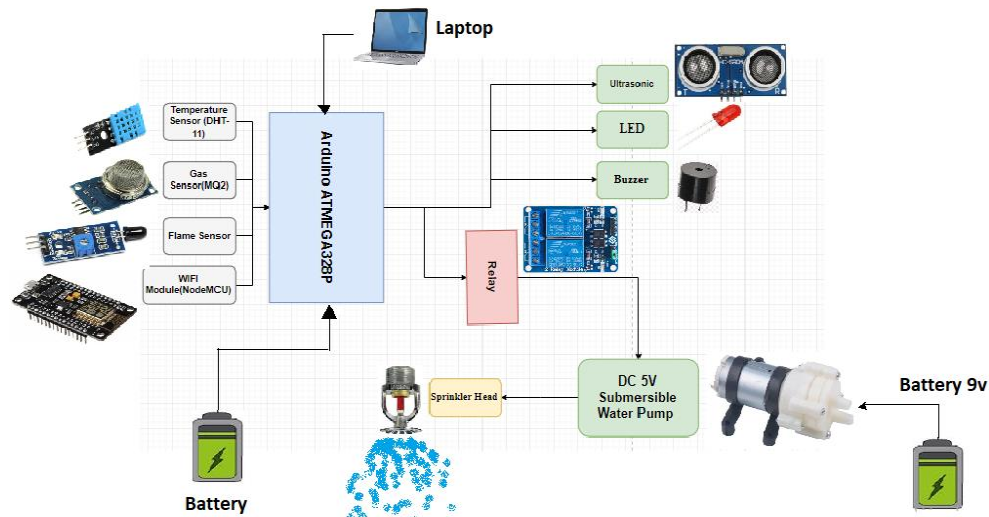 Laptop
Temperature
Sensor (DHT-
11)
Gas
Sensor(MQ2)
Flame Sensor
WIFI
Module(NodeMCU)
Arduino ATMEGA328P
Ultrasonic
T
R
LED
Buzzer
Relay
DC 5V
Submersible
Water Pump
Sprinkler Head
Battery 9v
Battery